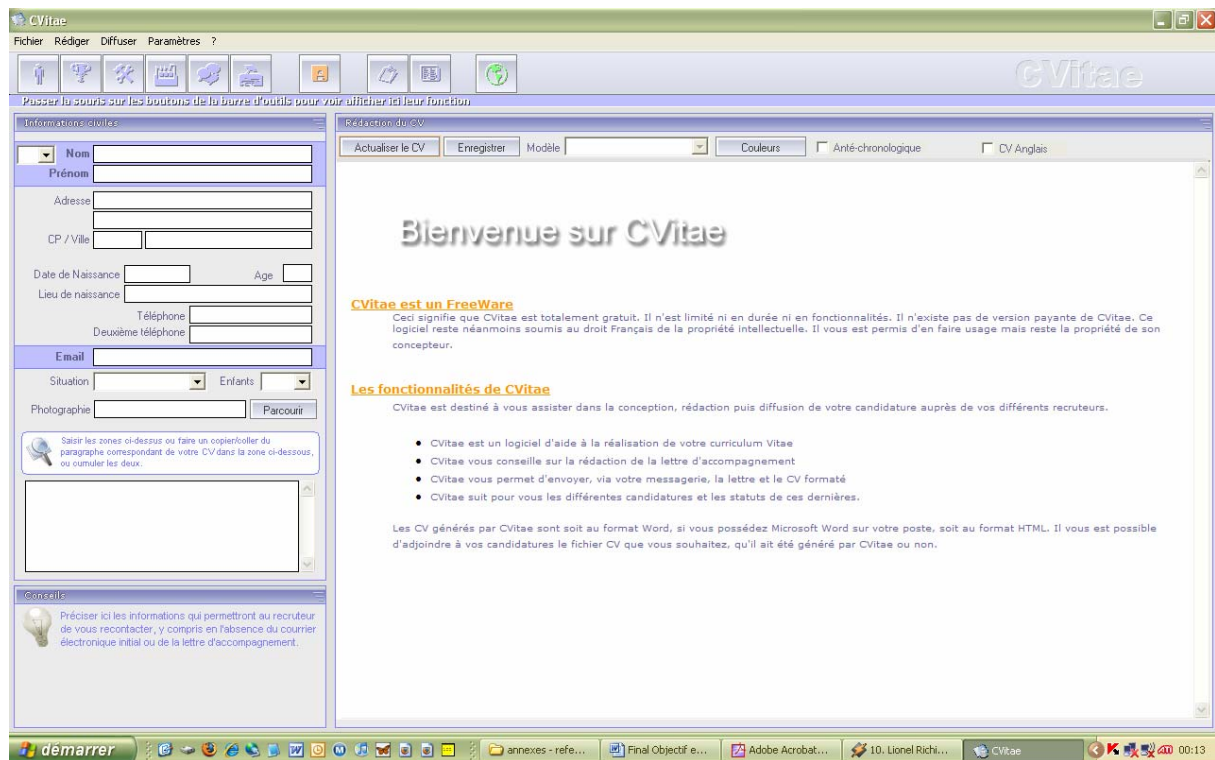 CVitae
Fichier Rédiger Diffuser Paramètres ?
CVitae
Passer la souris sur les boutons de la barre d'outils pour voir afficher ici leur fonction
Informations civiles
Nom
Prénom
Adresse
CP / Ville
Date de Naissance Age
Lieu de naissance
Téléphone
Deuxième téléphone
Email
Situation Enfants
Photographie Parcourir
Saisir les zones ci-dessus ou faire un copier/coller du
paragraphe correspondant de votre CV dans la zone ci-dessous,
ou cumuler les deux.
Conseils
Préciser ici les informations qui permettront au recruteur
de vous recontacter, y compris en l'absence du courrier
électronique initial ou de la lettre d'accompagnement.
Rédaction du CV
Actualiser le CV Enregistrer Modèle Couleurs Anté-chronologique CV Anglais
Bienvenue sur CVitae
CVitae est un FreeWare
Ceci signifie que CVitae est totalement gratuit. Il n'est limité ni en durée ni en fonctionnalités. Il n'existe pas de version payante de CVitae. Ce
logiciel reste néanmoins soumis au droit Français de la propriété intellectuelle. Il vous est permis d'en faire usage mais reste la propriété de son
concepteur.
Les fonctionnalités de CVitae
CVitae est destiné à vous assister dans la conception, rédaction puis diffusion de votre candidature auprès de vos différents recruteurs.
• CVitae est un logiciel d'aide à la réalisation de votre curriculum Vitae
• CVitae vous conseille sur la rédaction de la lettre d'accompagnement
• CVitae vous permet d'envoyer, via votre messagerie, la lettre et le CV formaté
• CVitae suit pour vous les différentes candidatures et les statuts de ces dernières.
Les CV générés par CVitae sont soit au format Word, si vous possédez Microsoft Word sur votre poste, soit au format HTML. Il vous est possible
d'adjoindre à vos candidatures le fichier CV que vous souhaitez, qu'il ait été généré par CVitae ou non.
démarrer annexes - refe... Final Objectif e... Adobe Acrobat... 10. Lionel Richi... CVitae 00:13